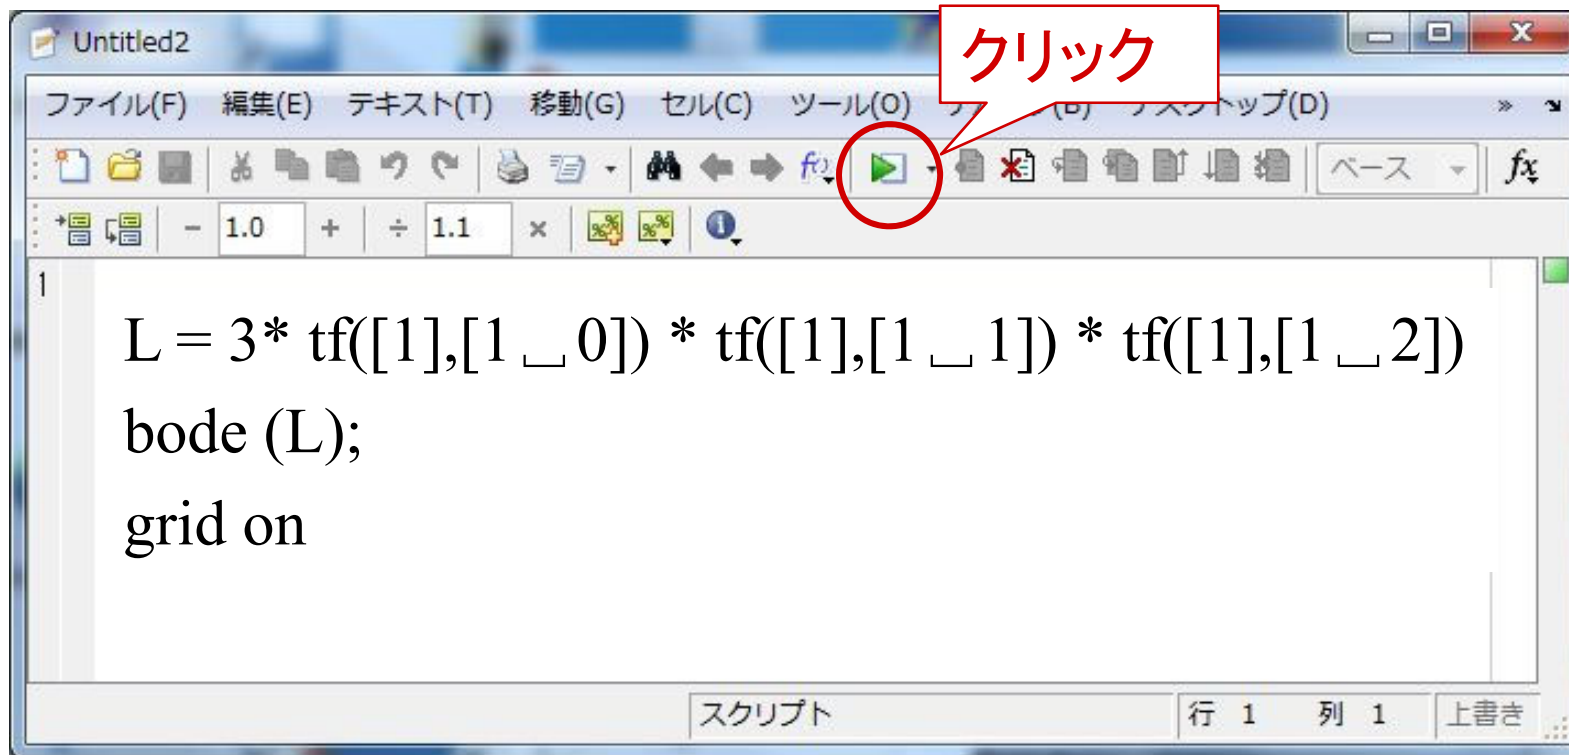 Untitled2
クリック
ファイル(F) 編集(E) テキスト(T) 移動(G) セル(C) ツール(O) (B) デスクトップ(D) »
ベース fx
− 1.0 + ÷ 1.1 ×
1
L = 3* tf([1],[1 ⎵ 0]) * tf([1],[1 ⎵ 1]) * tf([1],[1 ⎵ 2])
bode (L);
grid on
スクリプト 行 1 列 1 上書き